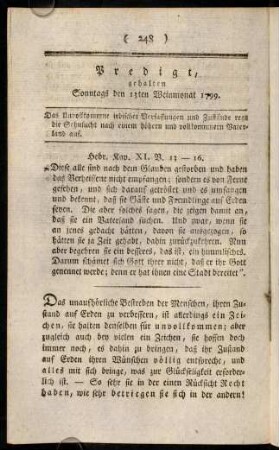 ( 248 )
Predigt,
gehalten
Sonntags den 13ten Weinmonat 1799.
Das Unvollkommene irdischer Verfassungen und Zustände reizt
die Sehnsucht nach einem höhern und vollkommnern Vater-
land auf.
Hebr. Kap. XI. V. 13 — 16.
„Diese alle sind nach dem Glauben gestorben und haben
das Verheissene nicht empfangen; sondern es von Ferne
gesehen, und sich darauf getröstet und es umfangen
und bekennt, daß sie Gäste und Fremdlinge auf Erden
seyen. Die aber solches sagen, die zeigen damit an,
daß sie ein Vaterland suchen. Und zwar, wenn sie
an jenes gedacht hätten, davon sie ausgezogen, so
hätten sie ja Zeit gehabt, dahin zurückzukehren. Nun
aber begehren sie ein besseres, das ist, ein himmlisches.
Darum schämet sich Gott ihrer nicht, daß er ihr Gott
genennet werde; denn er hat ihnen eine Stadt bereitet".
Das unaufhörliche Bestreben der Menschen, ihren Zu-
stand auf Erden zu verbessern, ist allerdings ein Zei-
chen, sie halten denselben für unvollkommen; aber
zugleich auch bey vielen ein Zeichen, sie hoffen doch
immer noch, es dahin zu bringen, daß ihr Zustand
auf Erden ihren Wünschen völlig entspreche, und
alles mit sich bringe, was zur Glückseligkeit erforder-
lich ist. — So sehr sie in der einen Rücksicht Recht
haben, wie sehr betriegen sie sich in der andern!